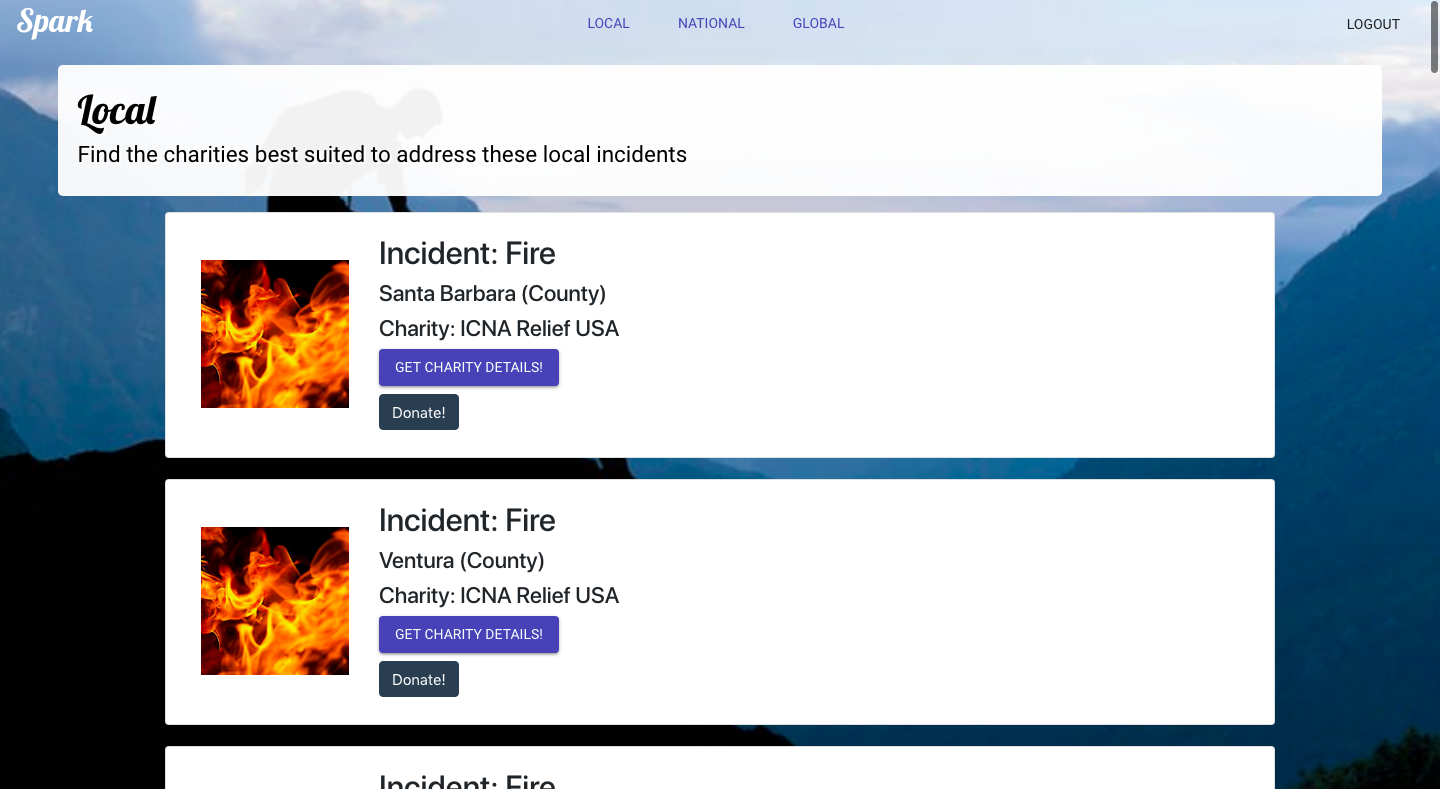 Spark
LOCAL
NATIONAL
GLOBAL
LOGOUT
Local
Find the charities best suited to address these local incidents
Incident: Fire
Santa Barbara (County)
Charity: ICNA Relief USA
GET CHARITY DETAILS!
Donate!
Incident: Fire
Ventura (County)
Charity: ICNA Relief USA
GET CHARITY DETAILS!
Donate!
Incident: Fire